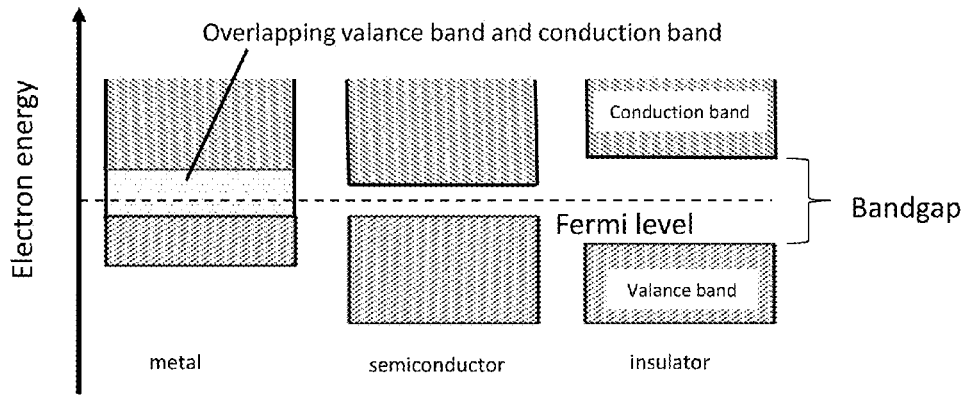 Overlapping valance band and conduction band
Electron energy
Conduction band
Fermi level
Bandgap
Valance band
metal
semiconductor
insulator